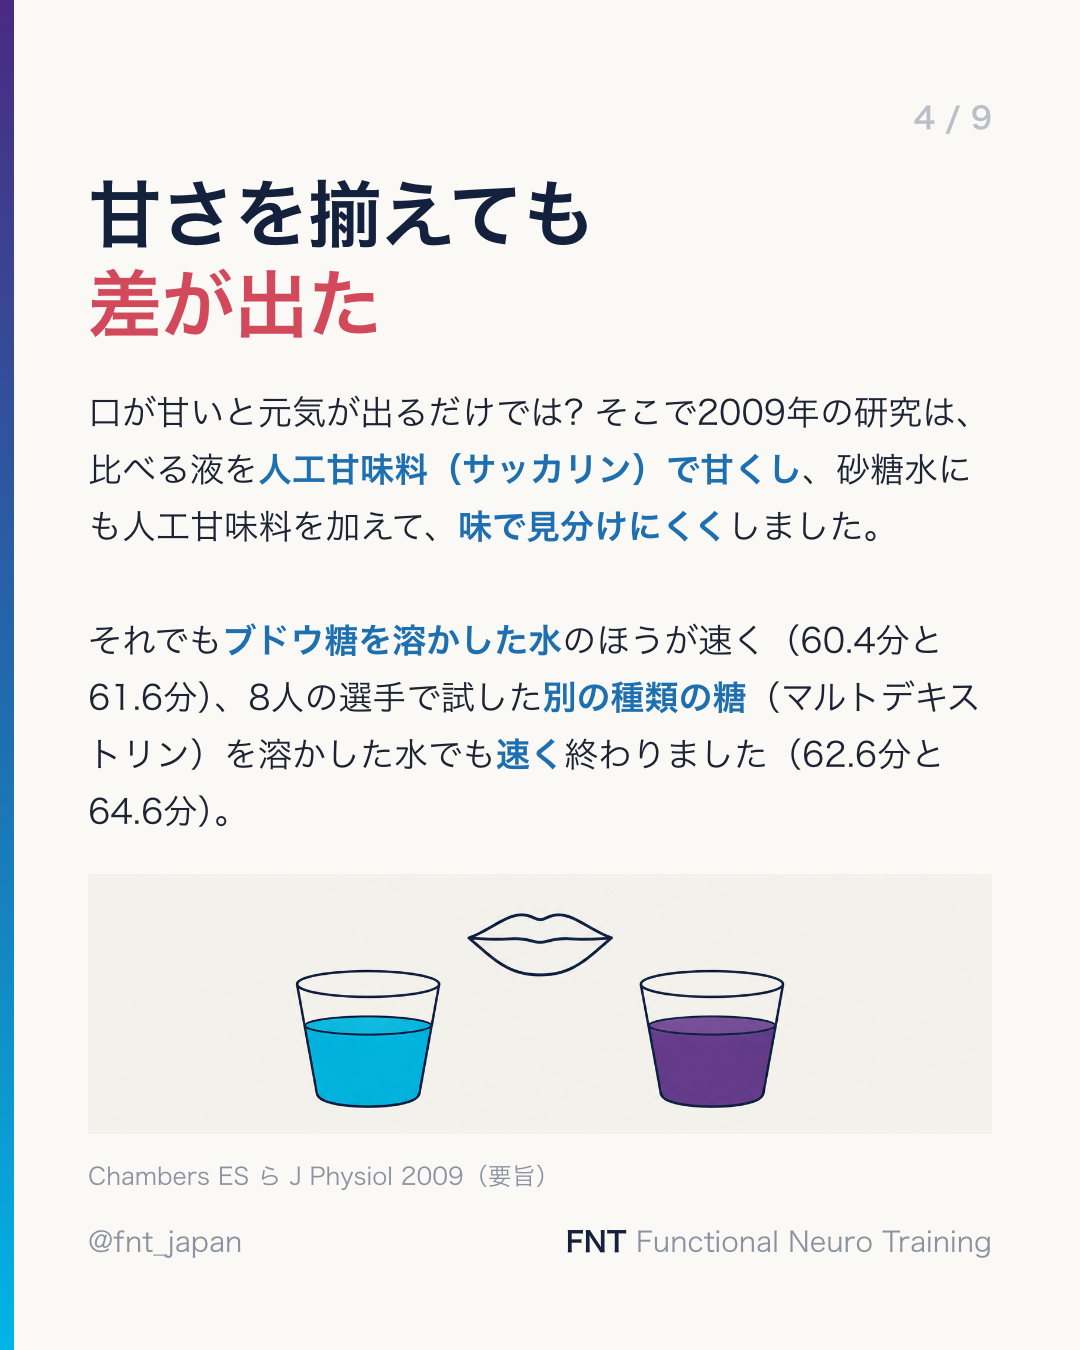 4 / 9
甘さを揃えても
差が出た
口が甘いと元気が出るだけでは? そこで2009年の研究は、
比べる液を人工甘味料（サッカリン）で甘くし、砂糖水に
も人工甘味料を加えて、味で見分けにくくしました。
それでもブドウ糖を溶かした水のほうが速く（60.4分と
61.6分）、8人の選手で試した別の種類の糖（マルトデキス
トリン）を溶かした水でも速く終わりました（62.6分と
64.6分）。
Chambers ES ら J Physiol 2009（要旨）
@fnt_japan
FNT Functional Neuro Training